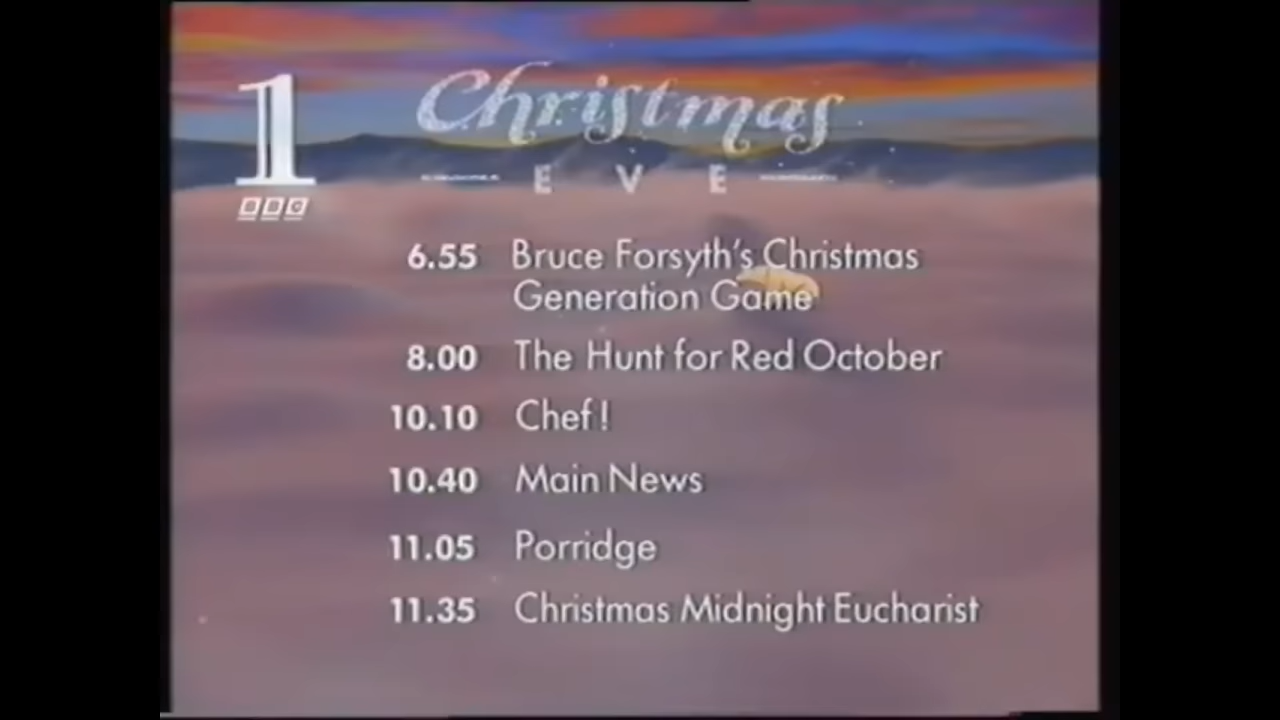 1
BBC
Christmas
EVE
6.55 Bruce Forsyth's Christmas
Generation Game
8.00 The Hunt for Red October
10.10 Chef!
10.40 Main News
11.05 Porridge
11.35 Christmas Midnight Eucharist